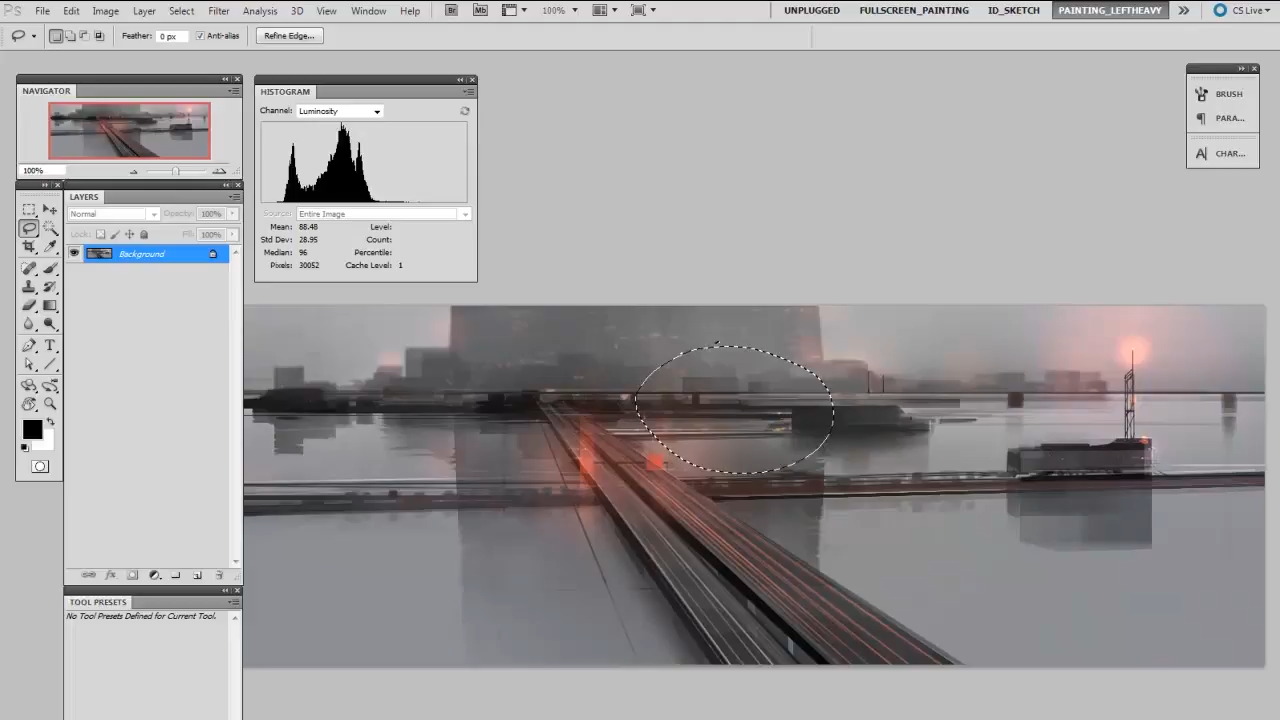 Ps File Edit Image Layer Select Filter Analysis 3D View Window Help Br Mb 100% UNPLUGGED FULLSCREEN_PAINTING ID_SKETCH PAINTING_LEFTHEAVY CS Live
Feather: 0 px Anti-alias Refine Edge...
NAVIGATOR
100%
HISTOGRAM
Channel: Luminosity
Source: Entire Image
Mean: 88.48 Level:
Std Dev: 28.95 Count:
Median: 96 Percentile:
Pixels: 30052 Cache Level: 1
BRUSH
PARA...
CHAR...
LAYERS
Normal Opacity: 100%
Lock: Fill: 100%
Background
TOOL PRESETS
No Tool Presets Defined for Current Tool.